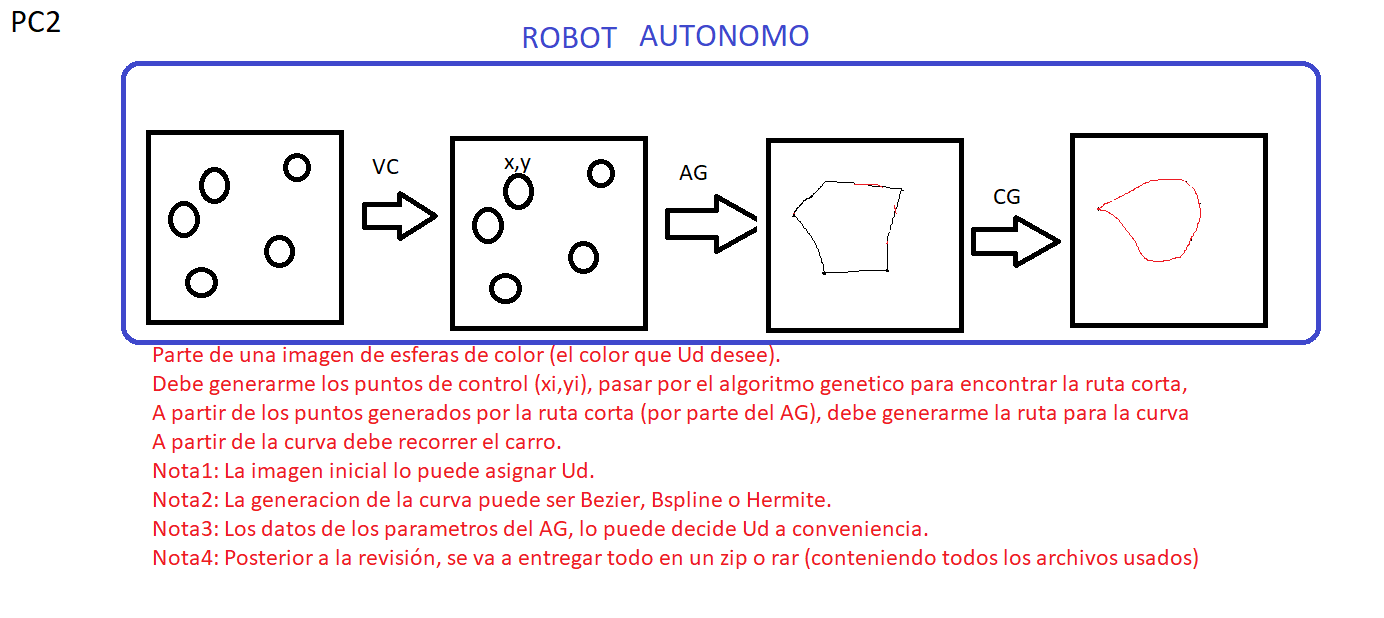 PC2
ROBOT AUTONOMO
VC
x,y
AG
CG
Parte de una imagen de esferas de color (el color que Ud desee).
Debe generarme los puntos de control (xi,yi), pasar por el algoritmo genetico para encontrar la ruta corta,
A partir de los puntos generados por la ruta corta (por parte del AG), debe generarme la ruta para la curva
A partir de la curva debe recorrer el carro.
Nota1: La imagen inicial lo puede asignar Ud.
Nota2: La generacion de la curva puede ser Bezier, Bspline o Hermite.
Nota3: Los datos de los parametros del AG, lo puede decide Ud a conveniencia.
Nota4: Posterior a la revisión, se va a entregar todo en un zip o rar (conteniendo todos los archivos usados)